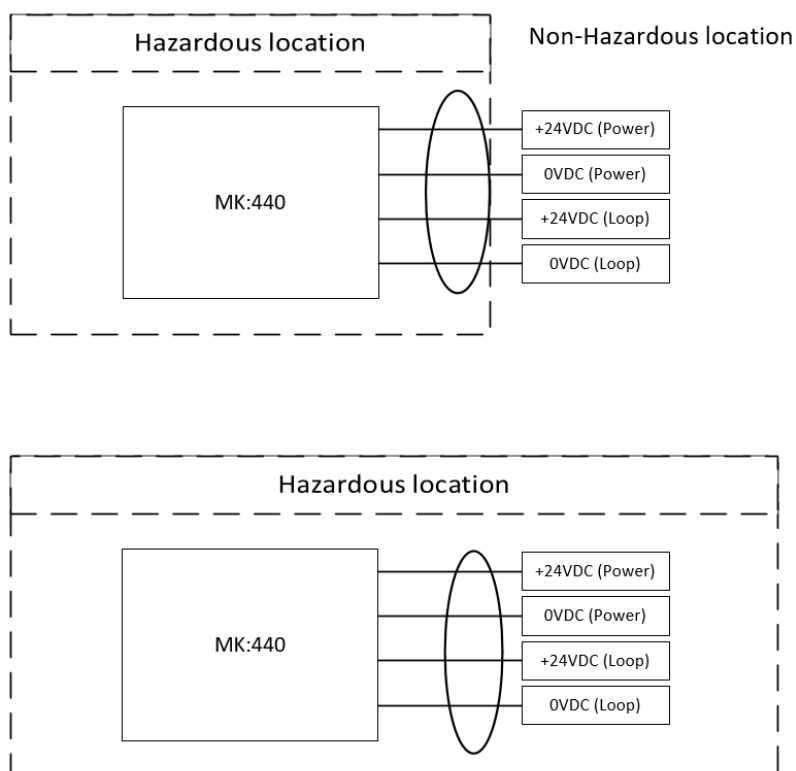 Hazardous location
Non-Hazardous location
MK:440
+24VDC (Power)
0VDC (Power)
+24VDC (Loop)
0VDC (Loop)
Hazardous location
MK:440
+24VDC (Power)
0VDC (Power)
+24VDC (Loop)
0VDC (Loop)